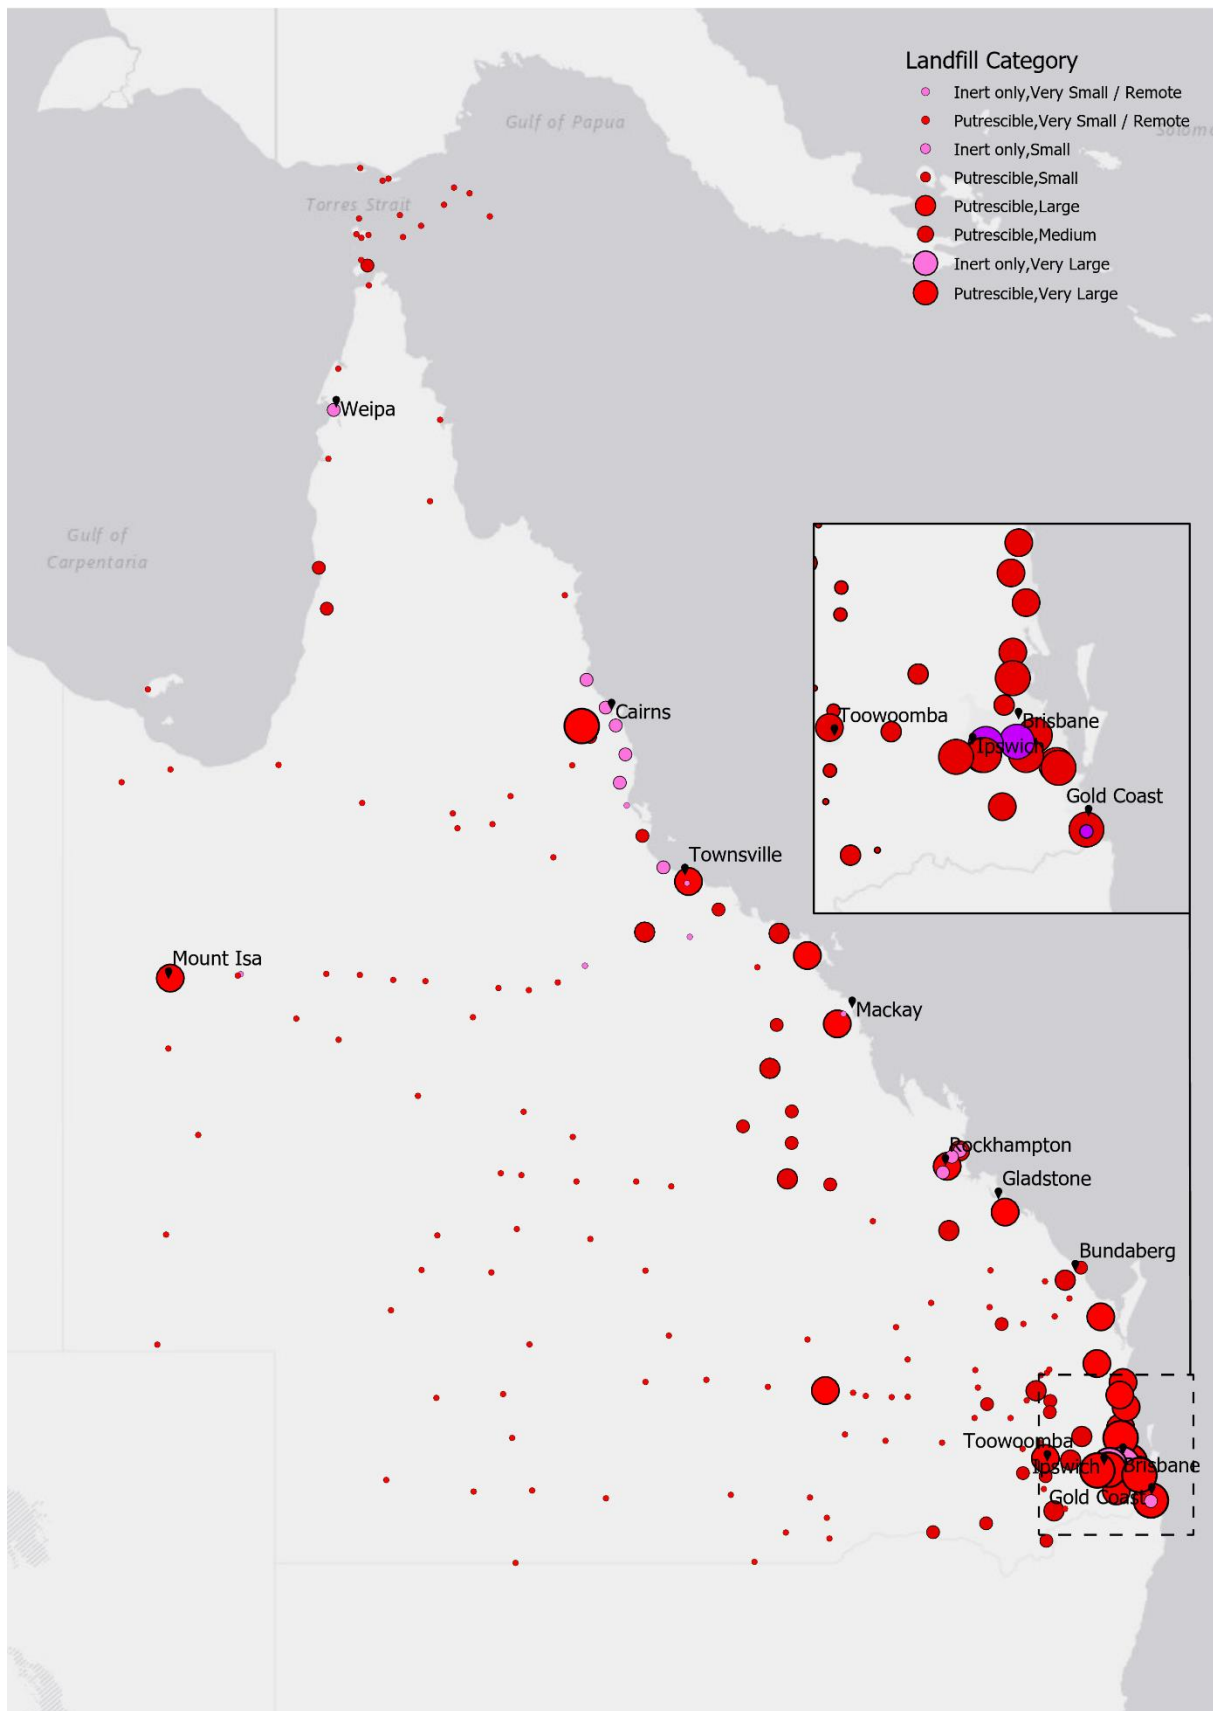 Landfill Category
Inert only,Very Small / Remote
Putrescible,Very Small / Remote
Inert only,Small
Putrescible,Small
Putrescible,Large
Putrescible,Medium
Inert only,Very Large
Putrescible,Very Large
Gulf of Papua
Solom
Torres Strait
Weipa
Gulf of
Carpentaria
Cairns
Toowoomba
Brisbane
Ipswich
Gold Coast
Townsville
Mount Isa
Mackay
Rockhampton
Gladstone
Bundaberg
Toowoomba
Ipswich
Brisbane
Gold Coast